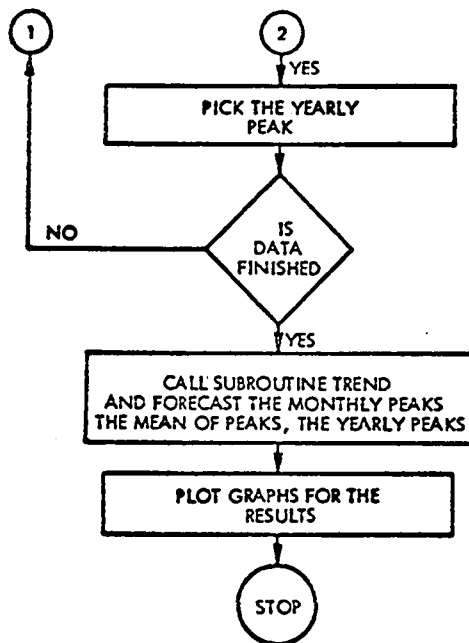 1
2
YES
PICK THE YEARLY
PEAK
NO
IS
DATA
FINISHED
YES
CALL SUBROUTINE TREND
AND FORECAST THE MONTHLY PEAKS
THE MEAN OF PEAKS, THE YEARLY PEAKS
PLOT GRAPHS FOR THE
RESULTS
STOP